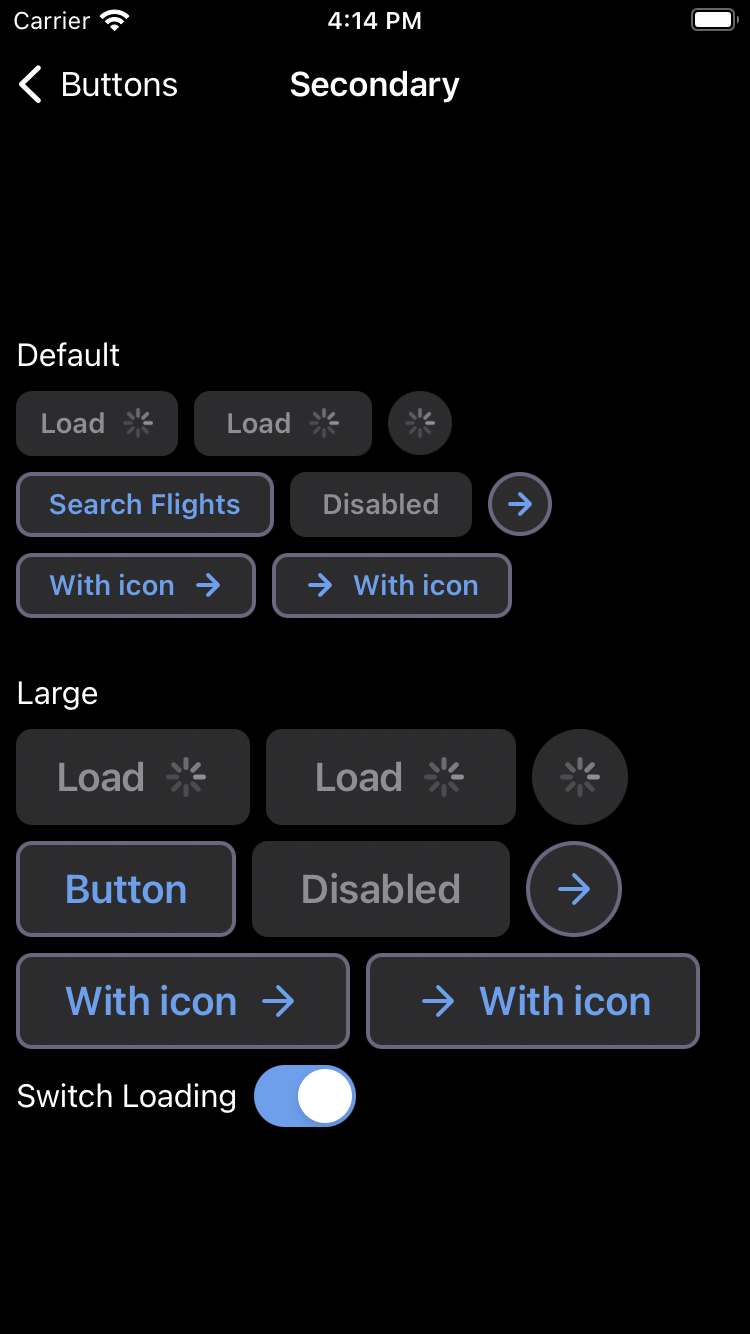 Carrier 4:14 PM
Buttons Secondary
Default
Load Load
Search Flights Disabled
With icon With icon
Large
Load Load
Button Disabled
With icon With icon
Switch Loading